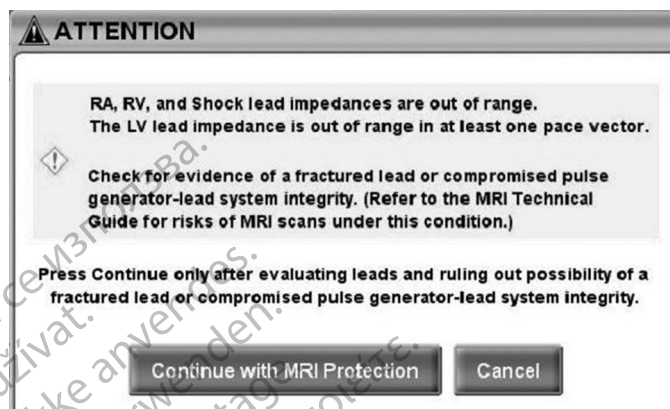 ATTENTION
RA, RV, and Shock lead impedances are out of range.
The LV lead impedance is out of range in at least one pace vector.
Check for evidence of a fractured lead or compromised pulse
generator-lead system integrity. (Refer to the MRI Technical
Guide for risks of MRI scans under this condition.)
Press Continue only after evaluating leads and ruling out possibility of a
fractured lead or compromised pulse generator-lead system integrity.
Continue with MRI Protection
Cancel
се използва.
anvendes.